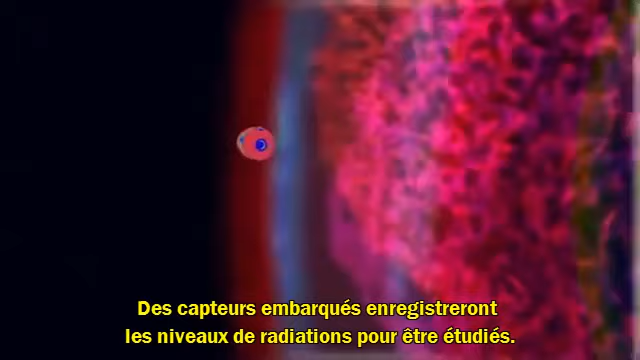 Des capteurs embarqués enregistreront
les niveaux de radiations pour être étudiés.